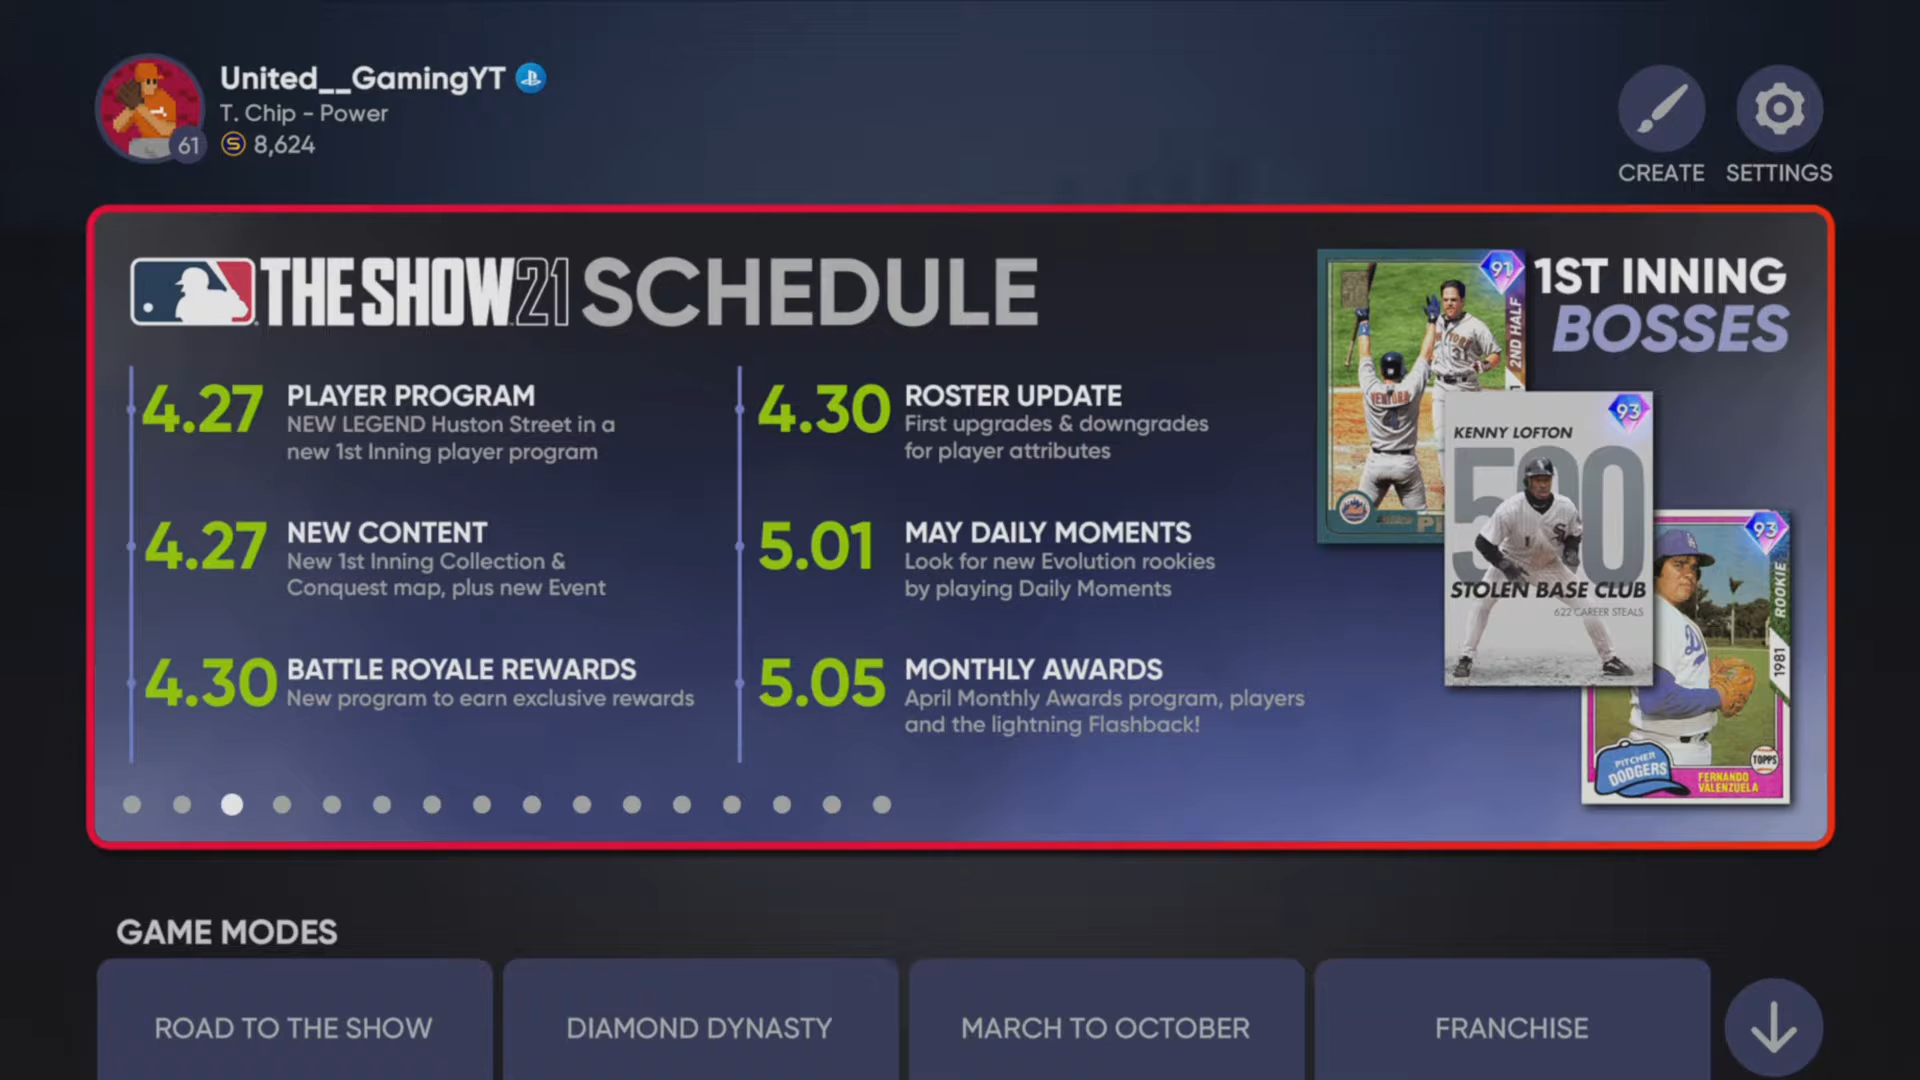 United__GamingYT
T. Chip - Power
61
8,624
CREATE
SETTINGS
THE SHOW 21 SCHEDULE
4.27
PLAYER PROGRAM
NEW LEGEND Huston Street in a
new 1st Inning player program
4.27
NEW CONTENT
New 1st Inning Collection &
Conquest map, plus new Event
4.30
BATTLE ROYALE REWARDS
New program to earn exclusive rewards
4.30
ROSTER UPDATE
First upgrades & downgrades
for player attributes
5.01
MAY DAILY MOMENTS
Look for new Evolution rookies
by playing Daily Moments
5.05
MONTHLY AWARDS
April Monthly Awards program, players
and the lightning Flashback!
1ST INNING
BOSSES
91
2ND HALF
VENTURA
4
93
KENNY LOFTON
500
STOLEN BASE CLUB
622 CAREER STEALS
93
ROOKIE
1981
PITCHER
DODGERS
TOPPS
FERNANDO
VALENZUELA
GAME MODES
ROAD TO THE SHOW
DIAMOND DYNASTY
MARCH TO OCTOBER
FRANCHISE